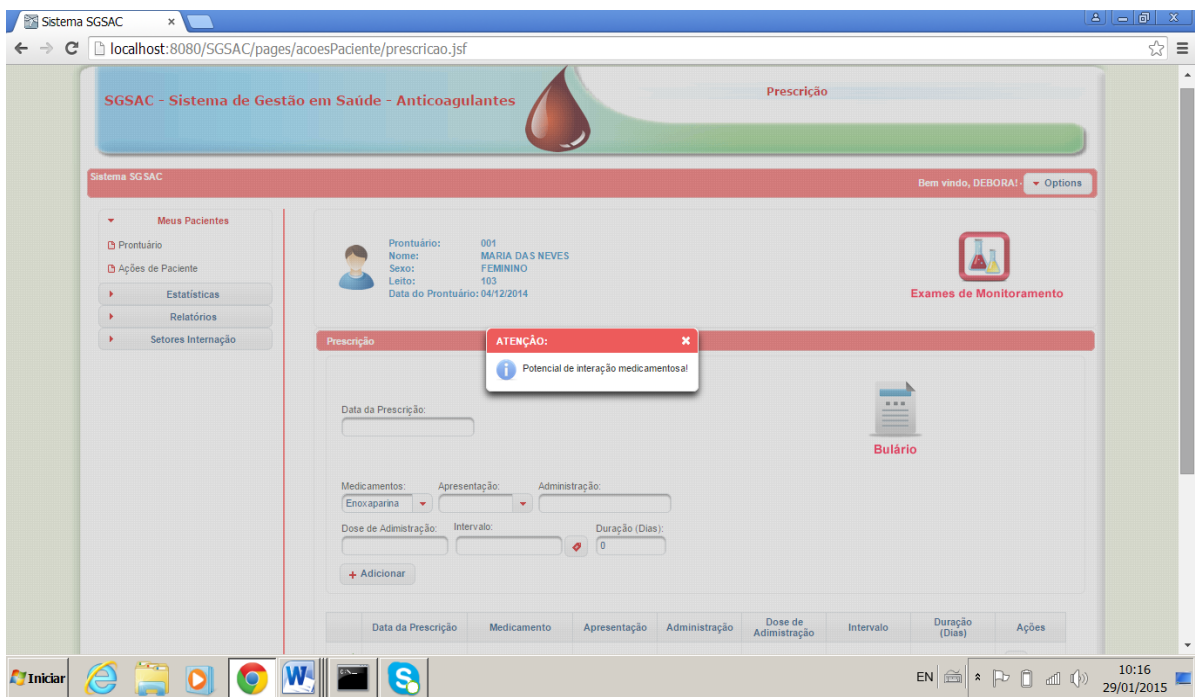 Sistema SGSAC
localhost:8080/SGSAC/pages/acoesPaciente/prescricao.jsf
SGSAC - Sistema de Gestão em Saúde - Anticoagulantes
Prescrição
Sistema SGSAC
Bem vindo, DEBORA! -
Options
Meus Pacientes
Prontuário
Ações de Paciente
Estatísticas
Relatórios
Setores Internação
Prontuário: 001
Nome: MARIA DAS NEVES
Sexo: FEMININO
Leito: 103
Data do Prontuário: 04/12/2014
Exames de Monitoramento
Prescrição
ATENÇÃO:
Potencial de interação medicamentosa!
Data da Prescrição:
Bulário
Medicamentos: Apresentação: Administração:
Enoxaparina
Dose de Adimistração: Intervalo: Duração (Dias):
0
+ Adicionar
Data da Prescrição Medicamento Apresentação Administração Dose de Adimistração Intervalo Duração (Dias) Ações
Iniciar
EN
10:16
29/01/2015